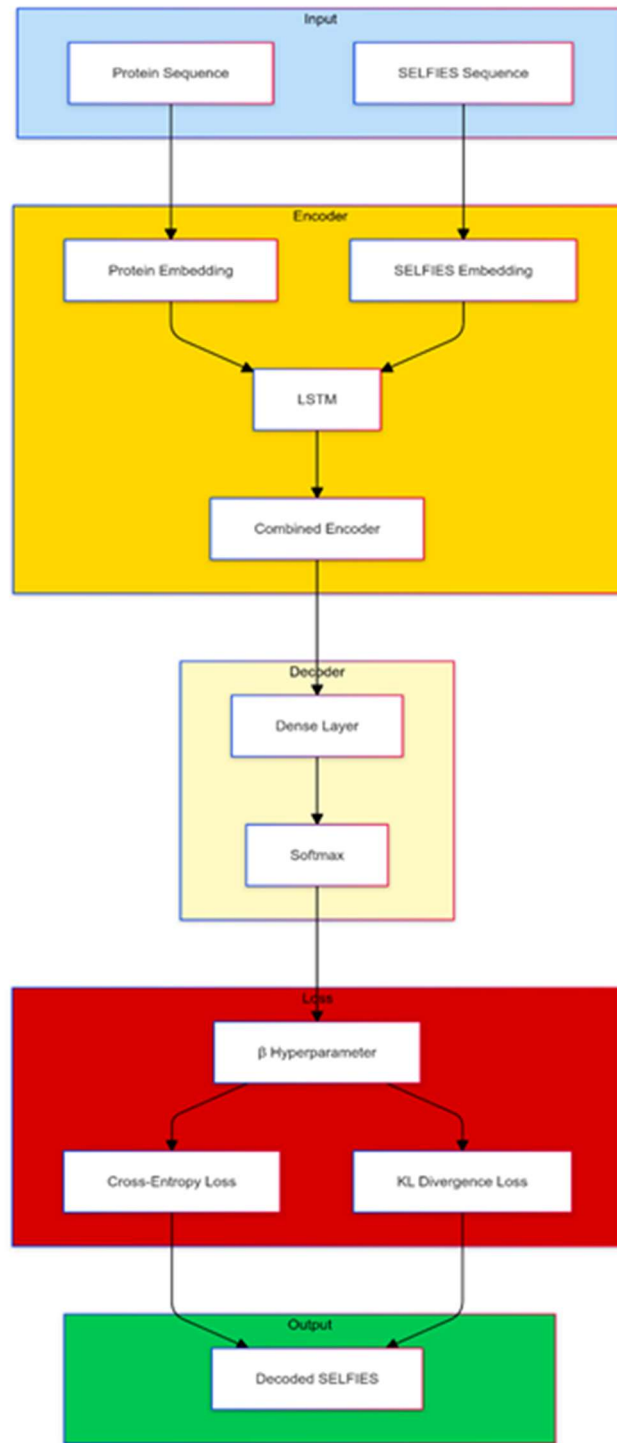 Input
Protein Sequence
SELFIES Sequence
Encoder
Protein Embedding
SELFIES Embedding
LSTM
Combined Encoder
Decoder
Dense Layer
Softmax
Loss
β Hyperparameter
Cross-Entropy Loss
KL Divergence Loss
Output
Decoded SELFIES